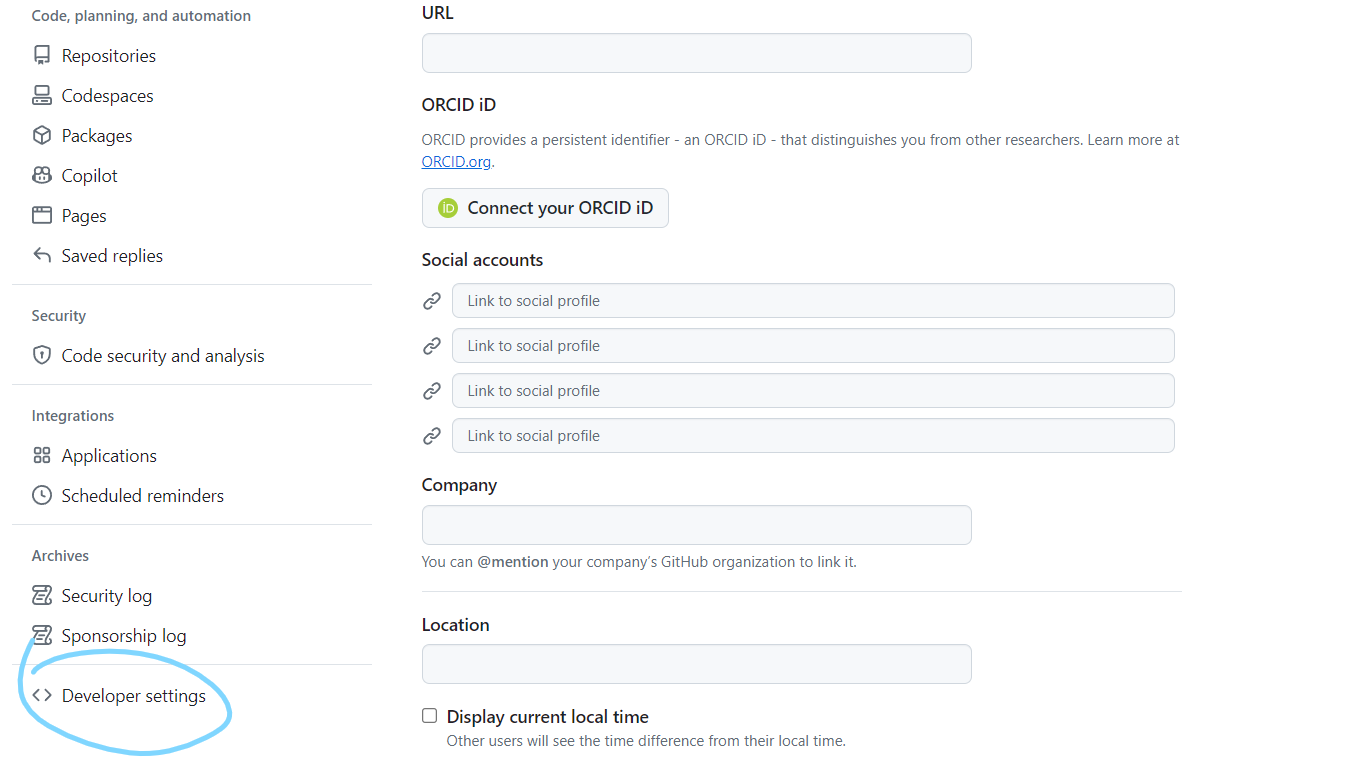 Code, planning, and automation
Repositories
Codespaces
Packages
Copilot
Pages
Saved replies
Security
Code security and analysis
Integrations
Applications
Scheduled reminders
Archives
Security log
Sponsorship log
Developer settings
URL
ORCID iD
ORCID provides a persistent identifier - an ORCID iD - that distinguishes you from other researchers. Learn more at
ORCID.org.
iD Connect your ORCID iD
Social accounts
Link to social profile
Link to social profile
Link to social profile
Link to social profile
Company
You can @mention your company’s GitHub organization to link it.
Location
Display current local time
Other users will see the time difference from their local time.